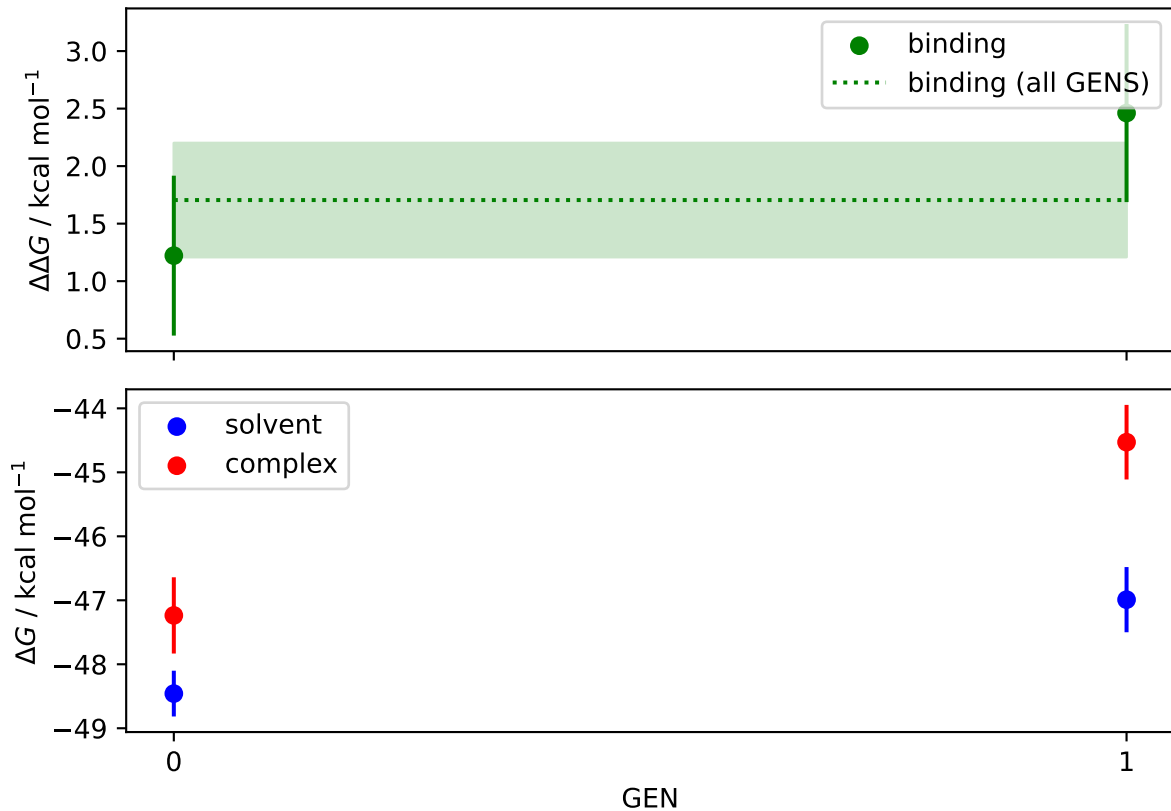 3.0
2.5
2.0
1.5
1.0
0.5
ΔΔG / kcal mol⁻¹
binding
binding (all GENS)
−44
−45
−46
−47
−48
−49
ΔG / kcal mol⁻¹
solvent
complex
0
1
GEN